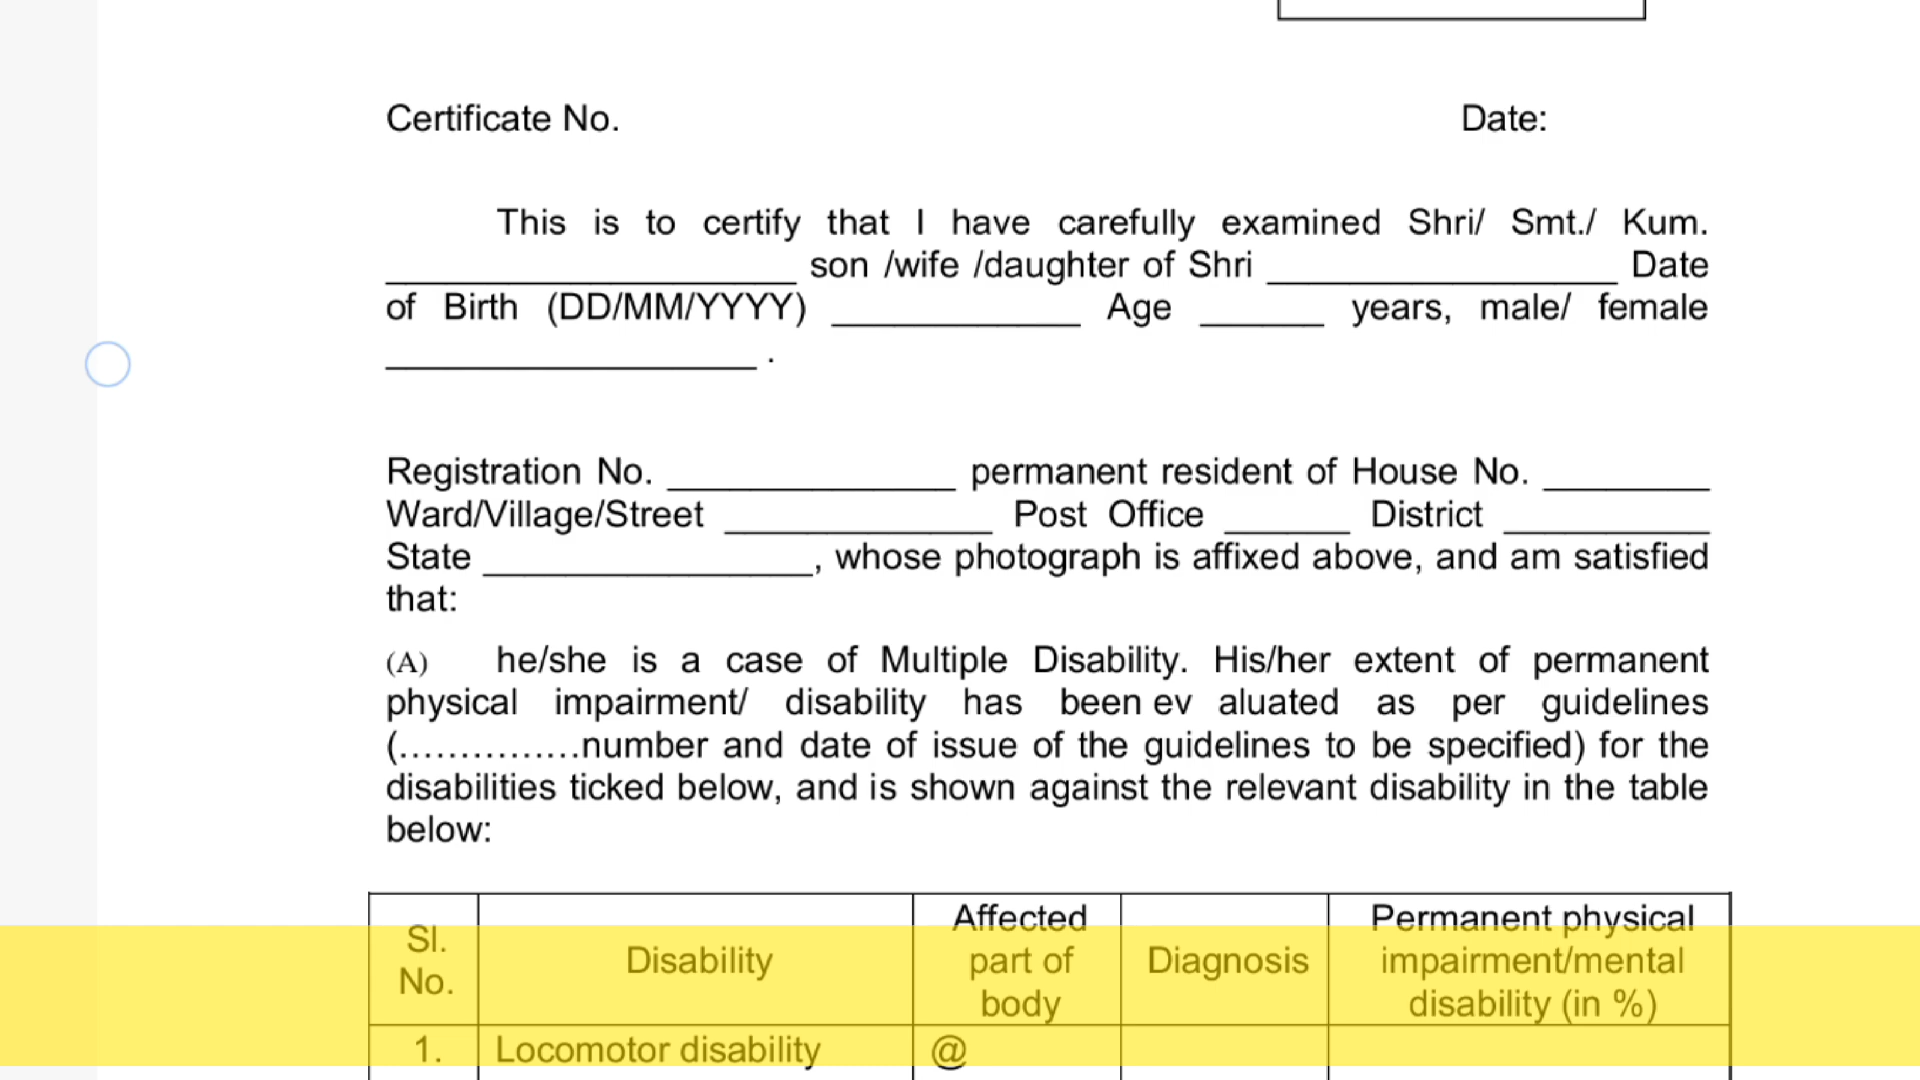 Certificate No. Date:
This is to certify that I have carefully examined Shri/ Smt./ Kum.
____________________ son /wife /daughter of Shri _________________ Date
of Birth (DD/MM/YYYY) ____________ Age ______ years, male/ female
__________________ .
Registration No. ______________ permanent resident of House No. ________
Ward/Village/Street _____________ Post Office ______ District __________
State ________________, whose photograph is affixed above, and am satisfied
that:
(A) he/she is a case of Multiple Disability. His/her extent of permanent
physical impairment/ disability has been ev aluated as per guidelines
(……………number and date of issue of the guidelines to be specified) for the
disabilities ticked below, and is shown against the relevant disability in the table
below:
Sl.
No.
Disability
Affected
part of
body
Diagnosis
Permanent physical
impairment/mental
disability (in %)
1. Locomotor disability @